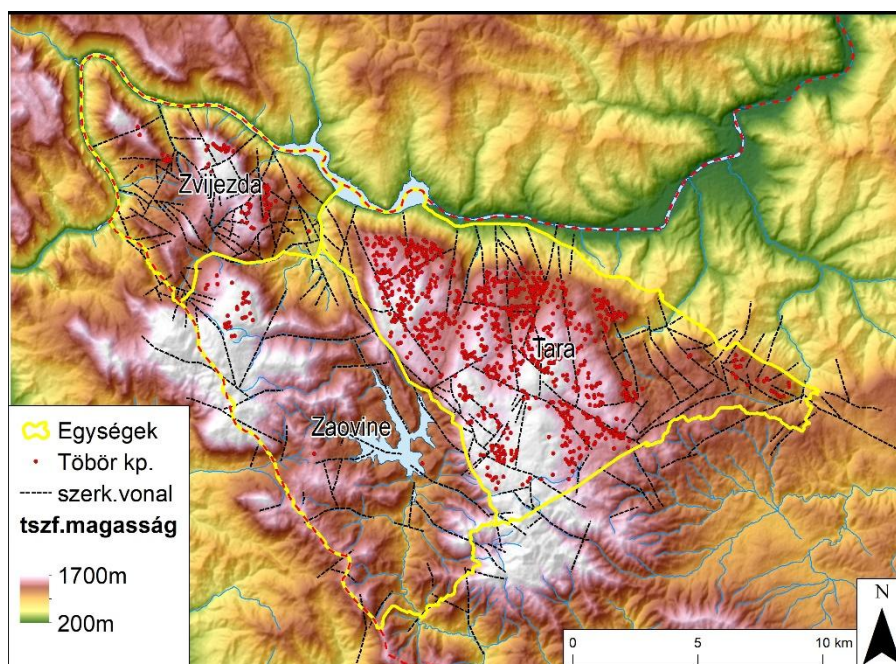 Zvijezda
Tara
Zaovine
Egységek
Töbör kp.
szerk.vonal
tszf.magasság
1700m
200m
N
0 5 10 km